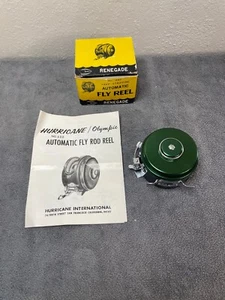 RENEGADE
AUTOMATIC
FLY REEL
RENEGADE
HURRICANE / Olympic
AUTOMATIC FLY ROD REEL
HURRICANE INTERNATIONAL